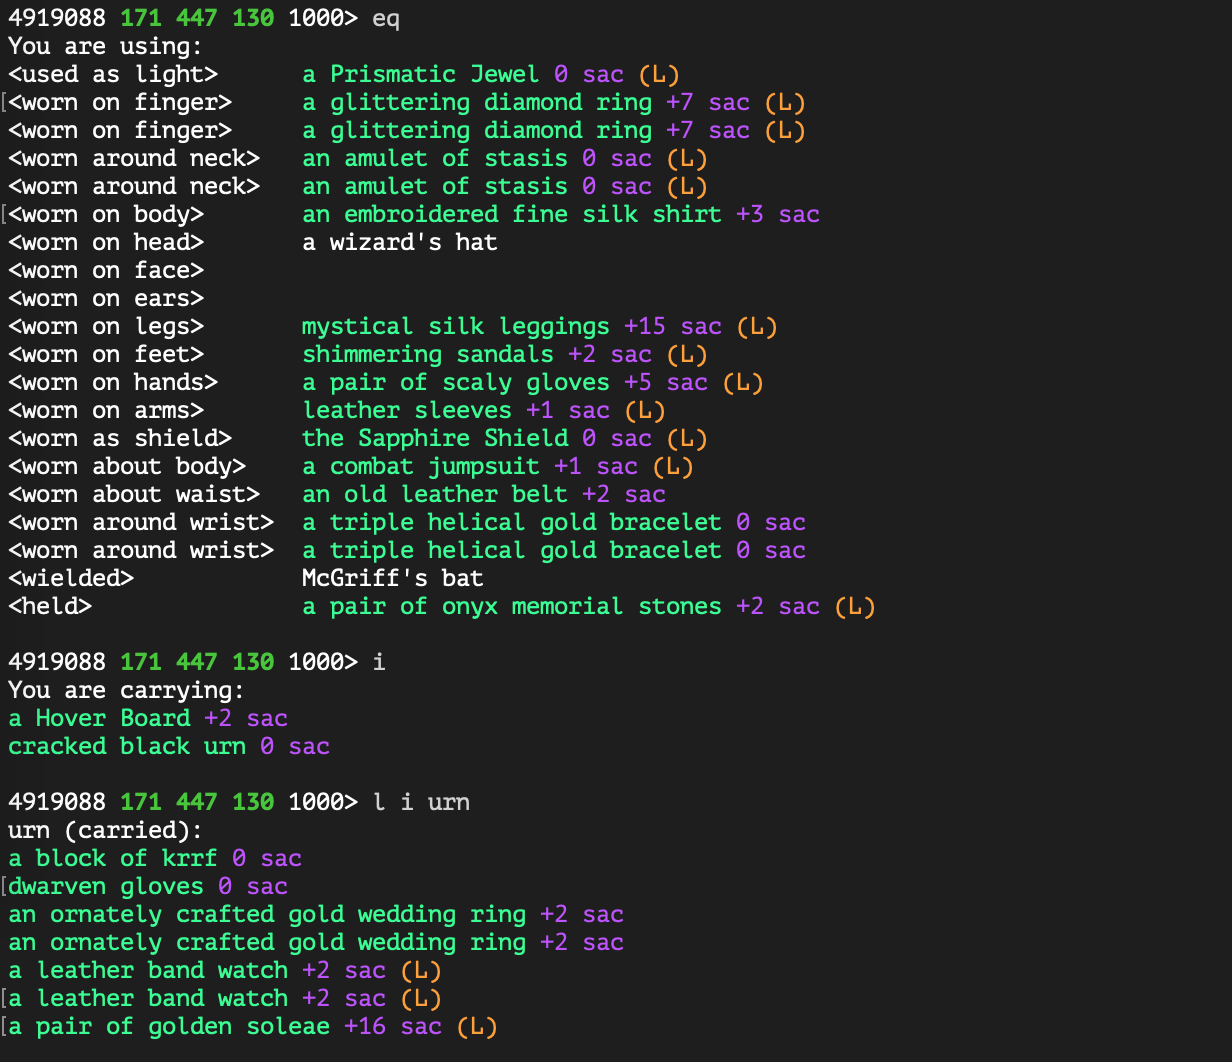 4919088 171 447 130 1000> eq
You are using:
<used as light>      a Prismatic Jewel 0 sac (L)
<worn on finger>     a glittering diamond ring +7 sac (L)
<worn on finger>     a glittering diamond ring +7 sac (L)
<worn around neck>   an amulet of stasis 0 sac (L)
<worn around neck>   an amulet of stasis 0 sac (L)
<worn on body>       an embroidered fine silk shirt +3 sac
<worn on head>       a wizard's hat
<worn on face>
<worn on ears>
<worn on legs>       mystical silk leggings +15 sac (L)
<worn on feet>       shimmering sandals +2 sac (L)
<worn on hands>      a pair of scaly gloves +5 sac (L)
<worn on arms>       leather sleeves +1 sac (L)
<worn as shield>     the Sapphire Shield 0 sac (L)
<worn about body>    a combat jumpsuit +1 sac (L)
<worn about waist>   an old leather belt +2 sac
<worn around wrist>  a triple helical gold bracelet 0 sac
<worn around wrist>  a triple helical gold bracelet 0 sac
<wielded>            McGriff's bat
<held>               a pair of onyx memorial stones +2 sac (L)
4919088 171 447 130 1000> i
You are carrying:
a Hover Board +2 sac
cracked black urn 0 sac
4919088 171 447 130 1000> l i urn
urn (carried):
a block of krrf 0 sac
dwarven gloves 0 sac
an ornately crafted gold wedding ring +2 sac
an ornately crafted gold wedding ring +2 sac
a leather band watch +2 sac (L)
a leather band watch +2 sac (L)
a pair of golden soleae +16 sac (L)